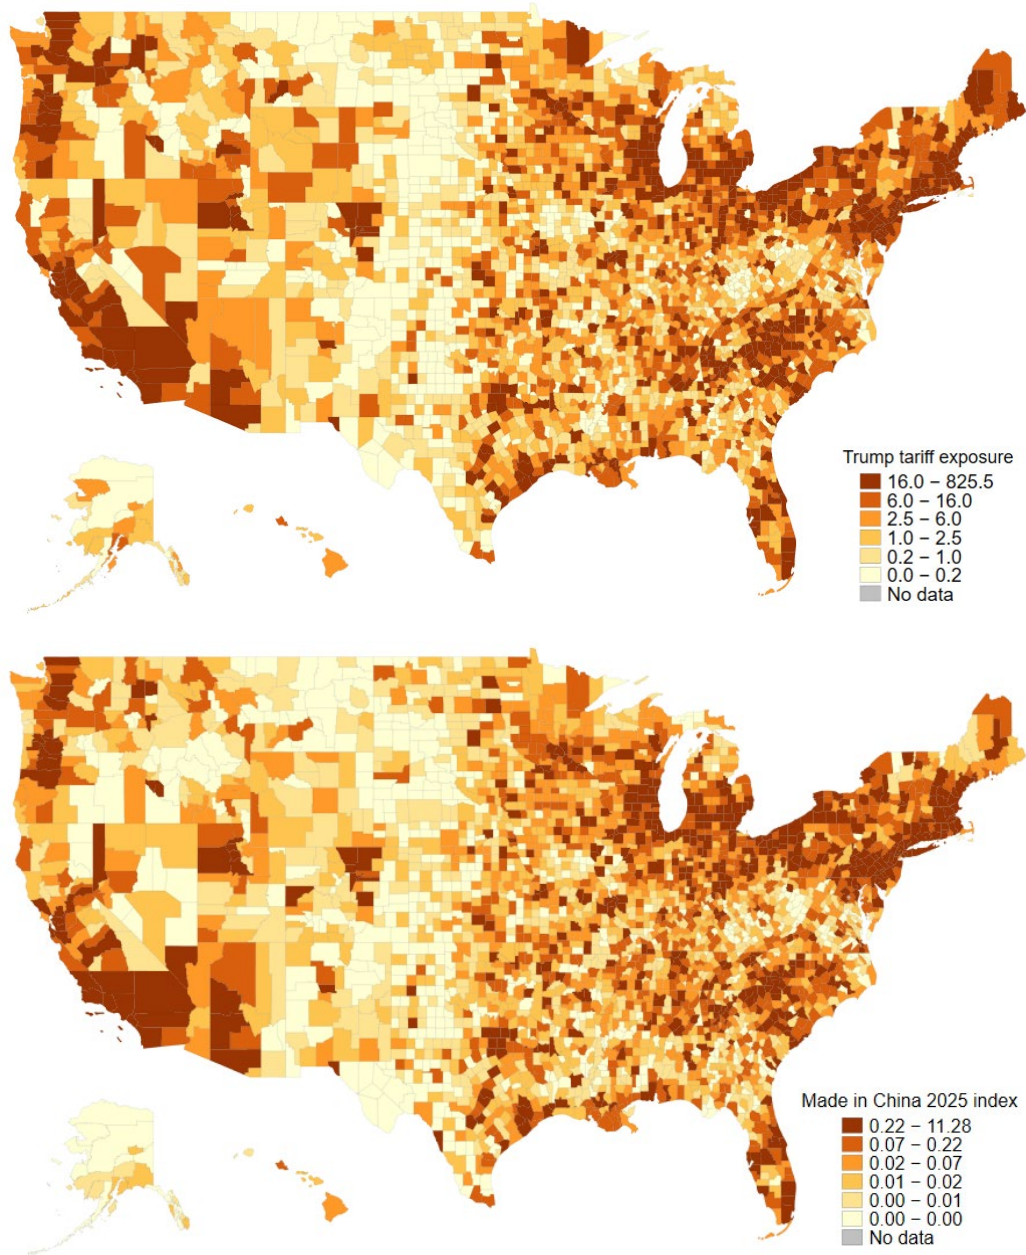 Trump tariff exposure
16.0 − 825.5
6.0 − 16.0
2.5 − 6.0
1.0 − 2.5
0.2 − 1.0
0.0 − 0.2
No data
Made in China 2025 index
0.22 − 11.28
0.07 − 0.22
0.02 − 0.07
0.01 − 0.02
0.00 − 0.01
0.00 − 0.00
No data